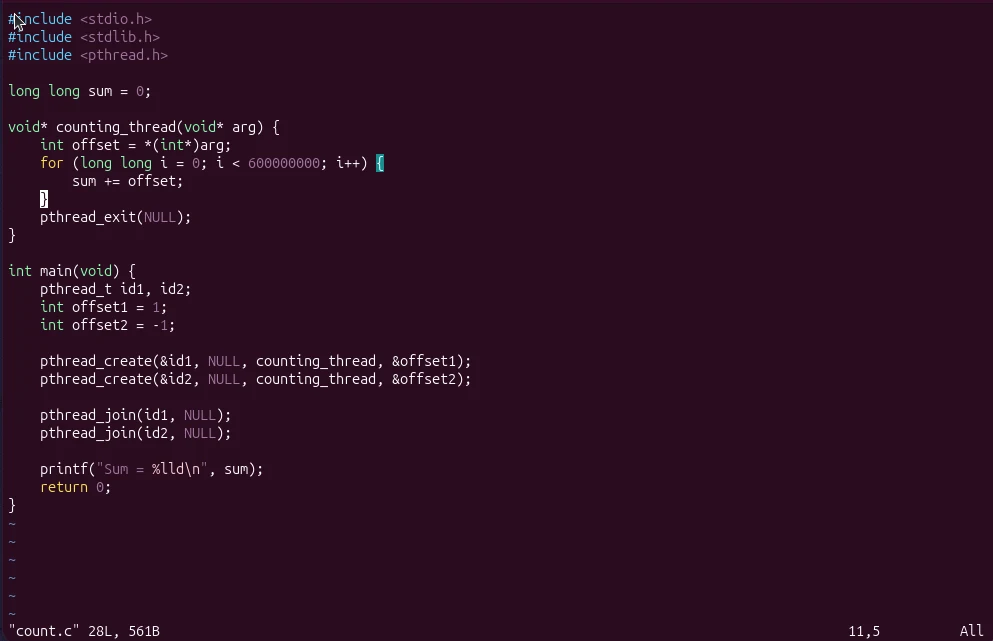 #include <stdio.h>
#include <stdlib.h>
#include <pthread.h>

long long sum = 0;

void* counting_thread(void* arg) {
    int offset = *(int*)arg;
    for (long long i = 0; i < 600000000; i++) {
        sum += offset;
    }
    pthread_exit(NULL);
}

int main(void) {
    pthread_t id1, id2;
    int offset1 = 1;
    int offset2 = -1;

    pthread_create(&id1, NULL, counting_thread, &offset1);
    pthread_create(&id2, NULL, counting_thread, &offset2);

    pthread_join(id1, NULL);
    pthread_join(id2, NULL);

    printf("Sum = %lld\n", sum);
    return 0;
}
~
~
~
~
~
~
"count.c" 28L, 561B 11,5 All